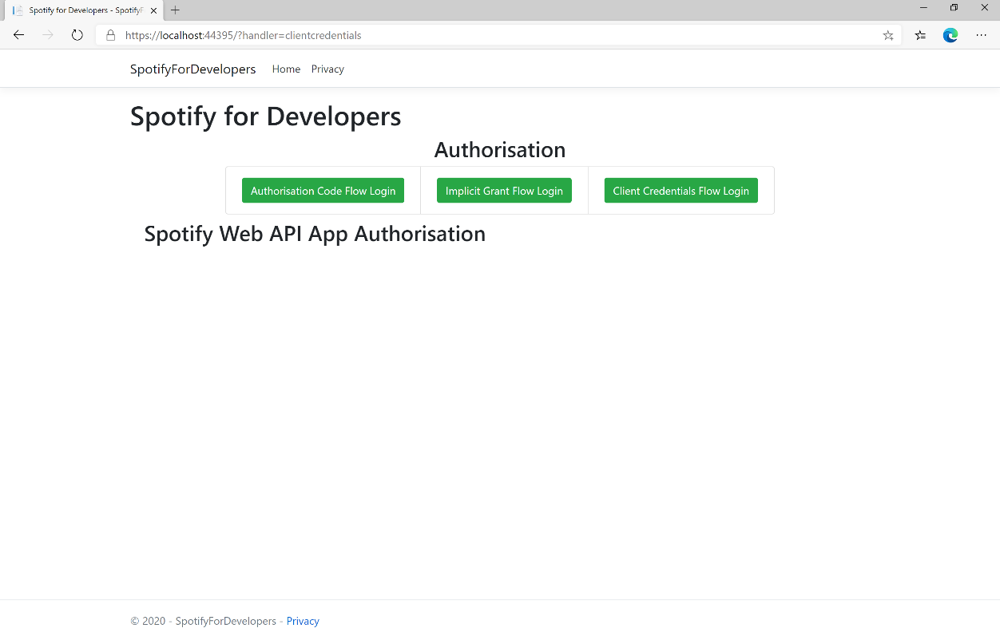 Spotify for Developers - SpotifyF
https://localhost:44395/?handler=clientcredentials
SpotifyForDevelopers Home Privacy
Spotify for Developers
Authorisation
Authorisation Code Flow Login Implicit Grant Flow Login Client Credentials Flow Login
Spotify Web API App Authorisation
© 2020 - SpotifyForDevelopers - Privacy